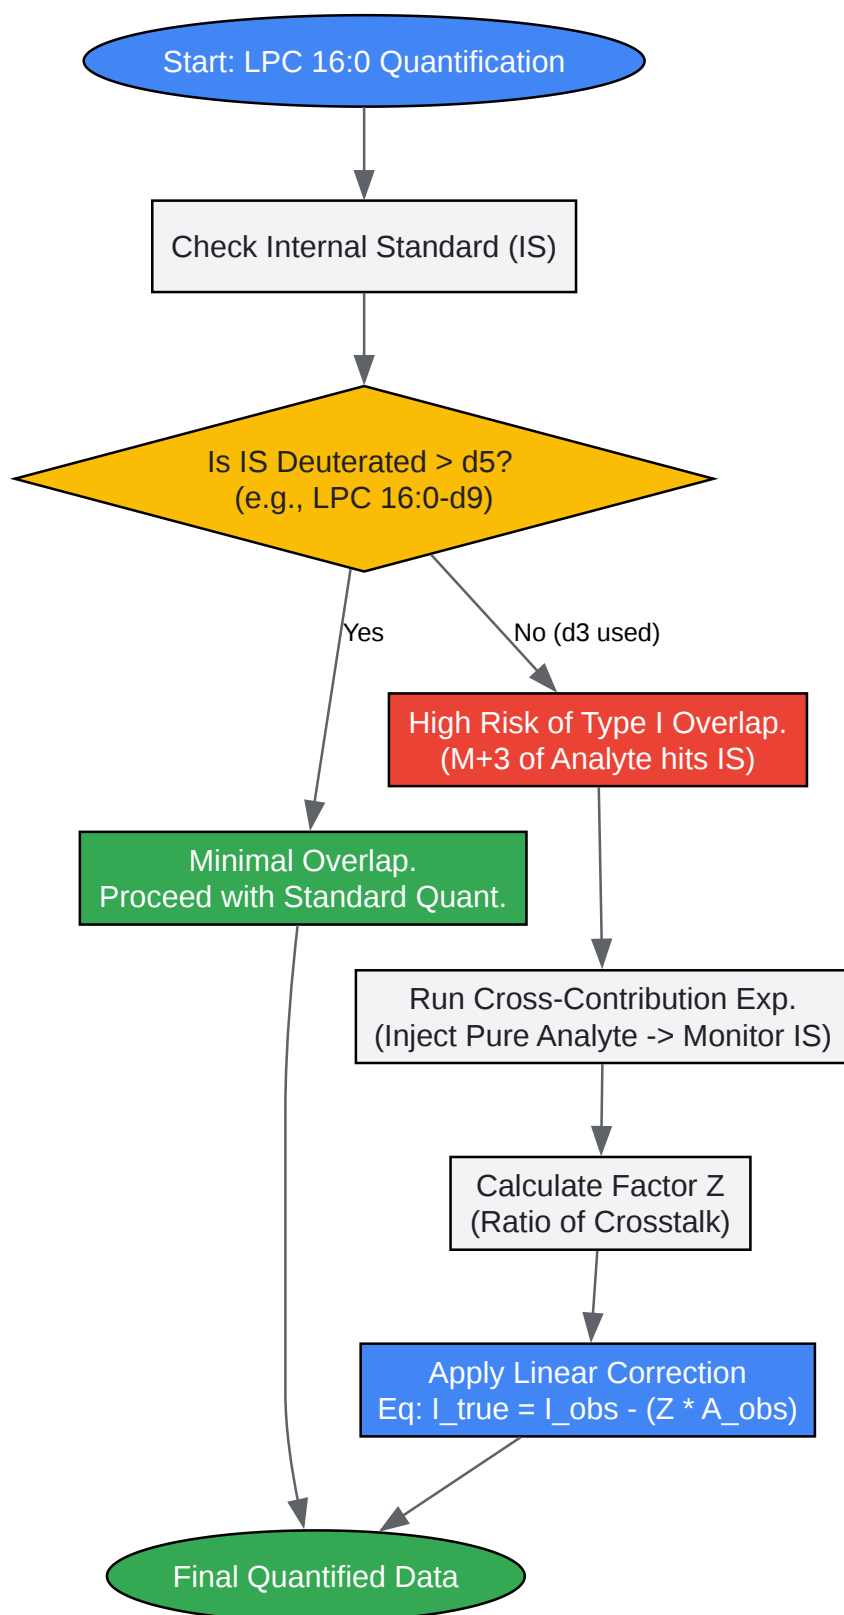 Start: LPC 16:0 Quantification
Check Internal Standard (IS)
Is IS Deuterated > d5?
(e.g., LPC 16:0-d9)
Yes
No (d3 used)
High Risk of Type I Overlap.
(M+3 of Analyte hits IS)
Minimal Overlap.
Proceed with Standard Quant.
Run Cross-Contribution Exp.
(Inject Pure Analyte -> Monitor IS)
Calculate Factor Z
(Ratio of Crosstalk)
Apply Linear Correction
Eq: I_true = I_obs - (Z * A_obs)
Final Quantified Data